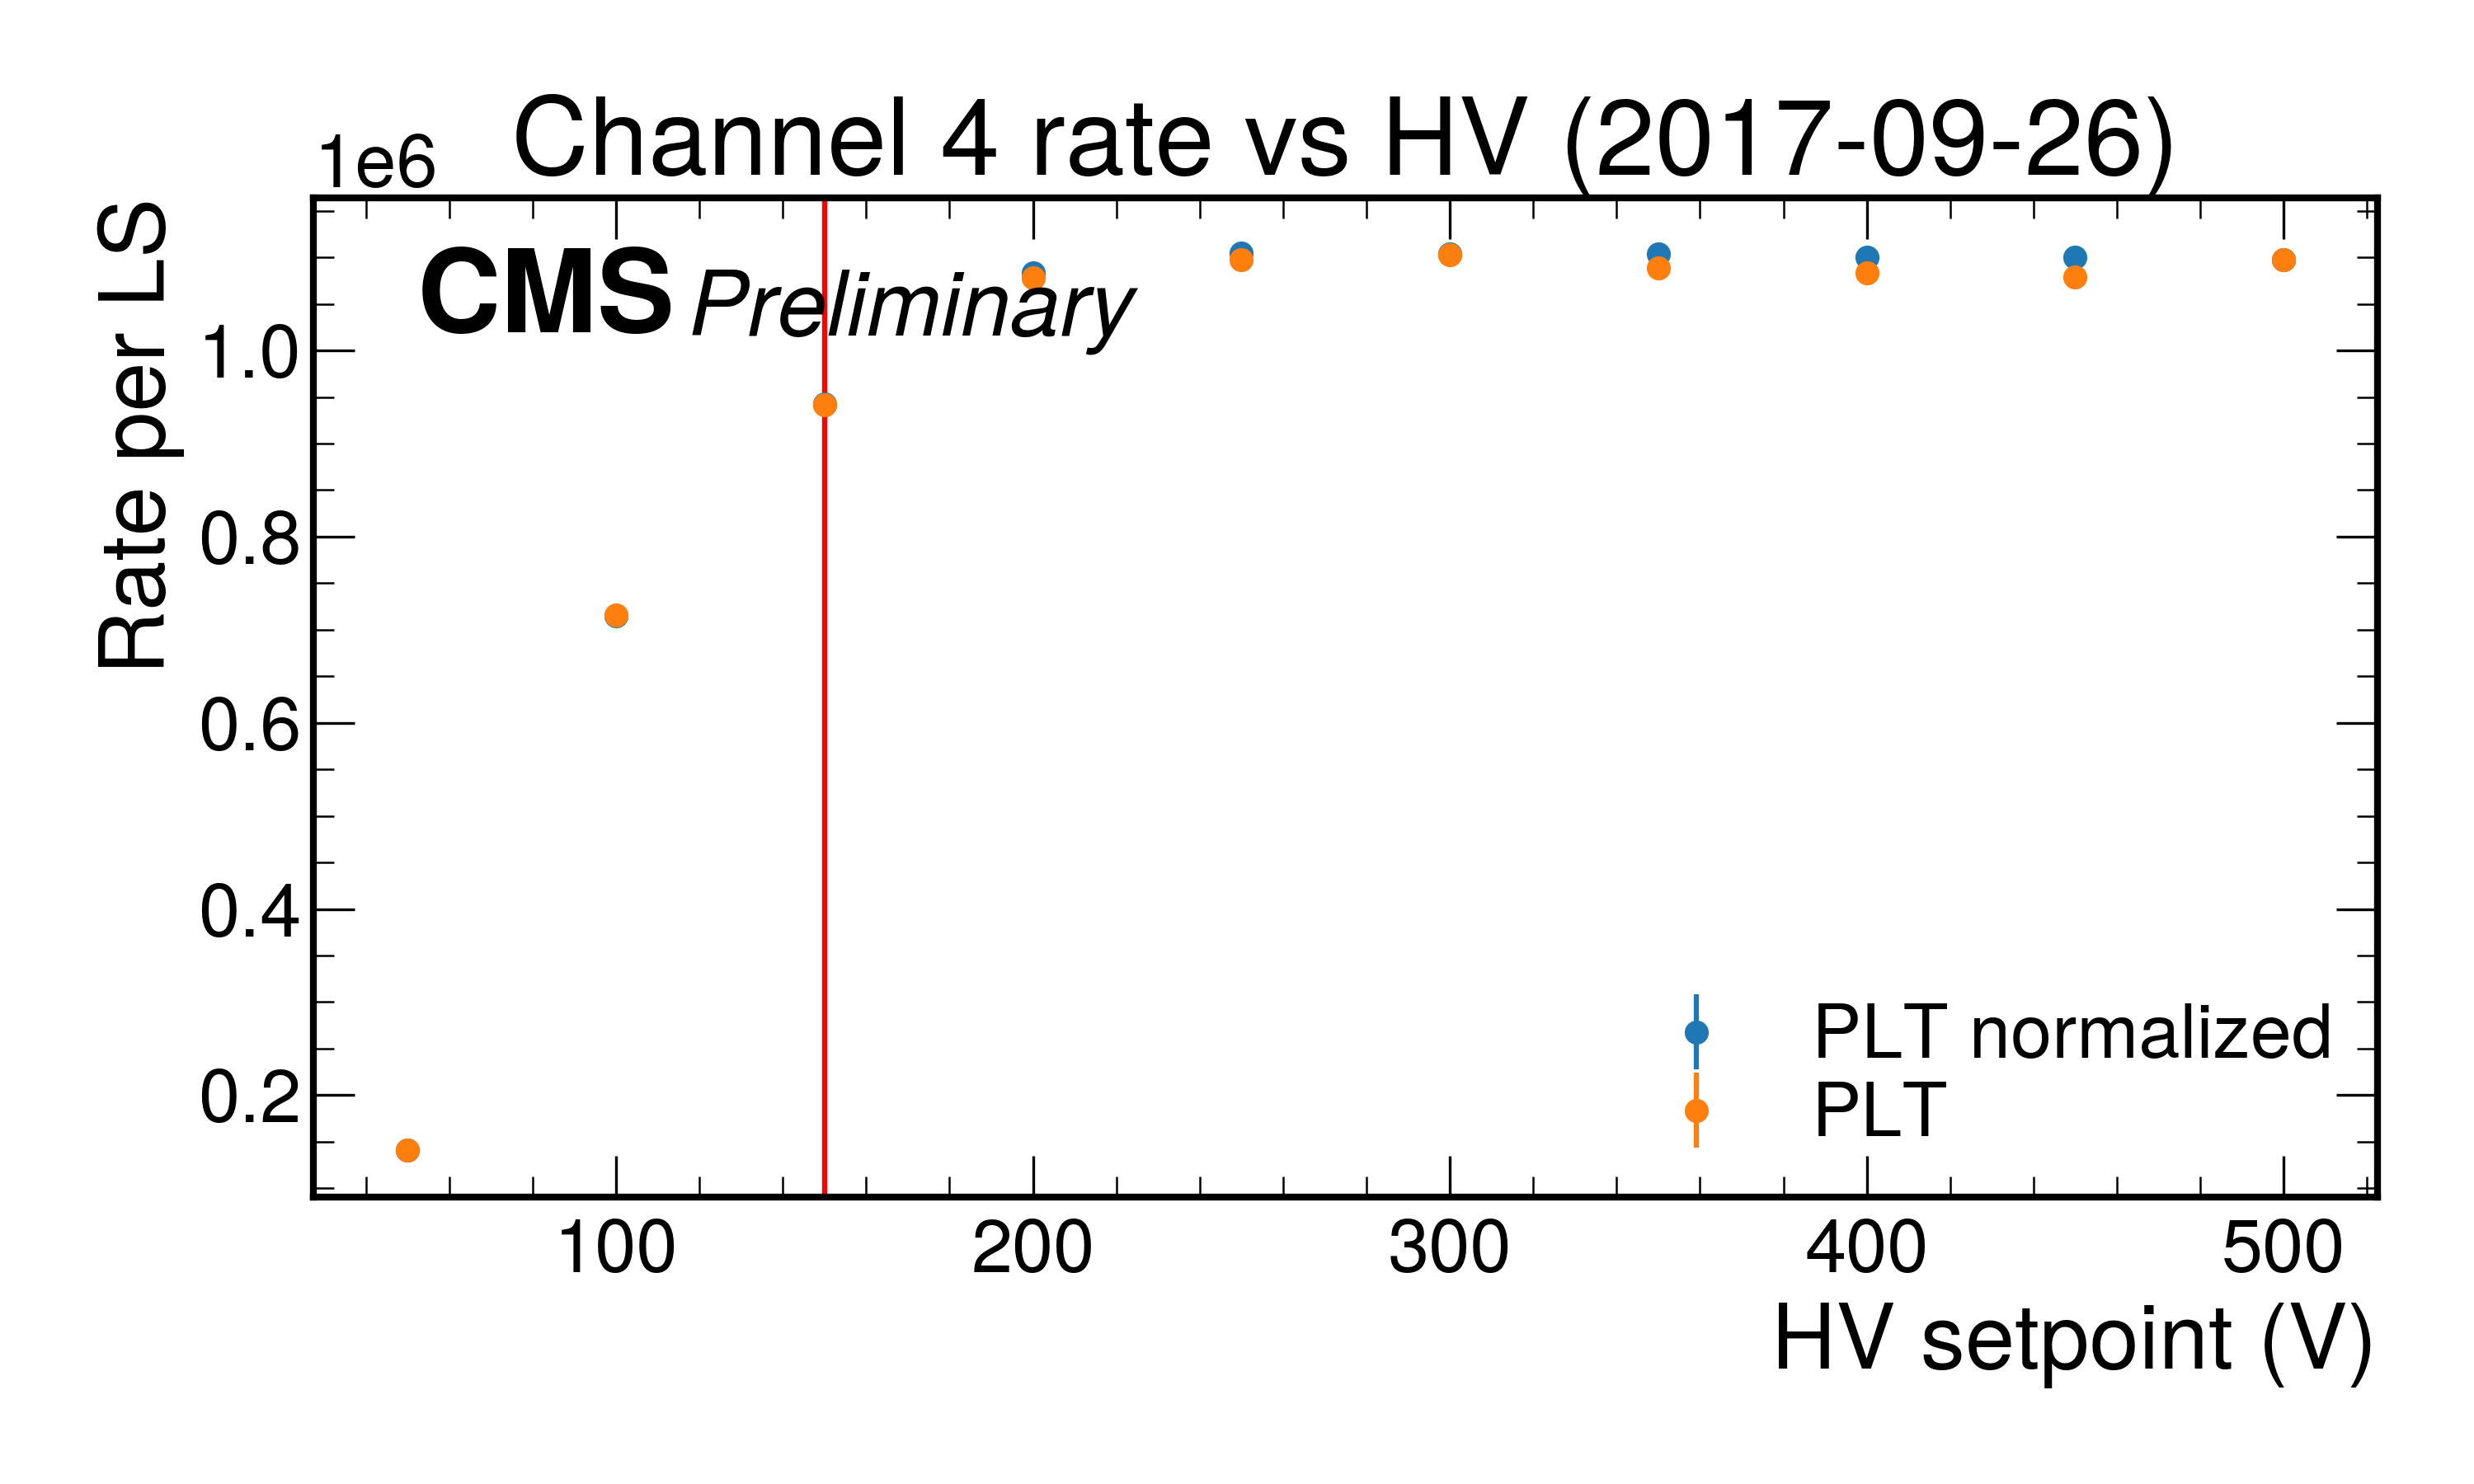 Channel 4 rate vs HV (2017-09-26)
1e6
CMS Preliminary
Rate per LS
1.0
0.8
0.6
0.4
0.2
PLT normalized
PLT
100 200 300 400 500
HV setpoint (V)